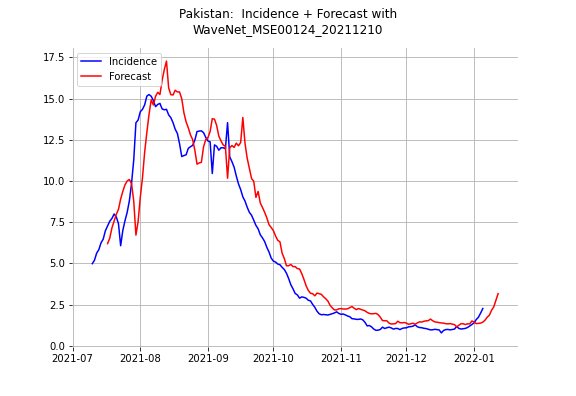 Pakistan:  Incidence + Forecast with
WaveNet_MSE00124_20211210
Incidence
Forecast
17.5
15.0
12.5
10.0
7.5
5.0
2.5
0.0
2021-07 2021-08 2021-09 2021-10 2021-11 2021-12 2022-01